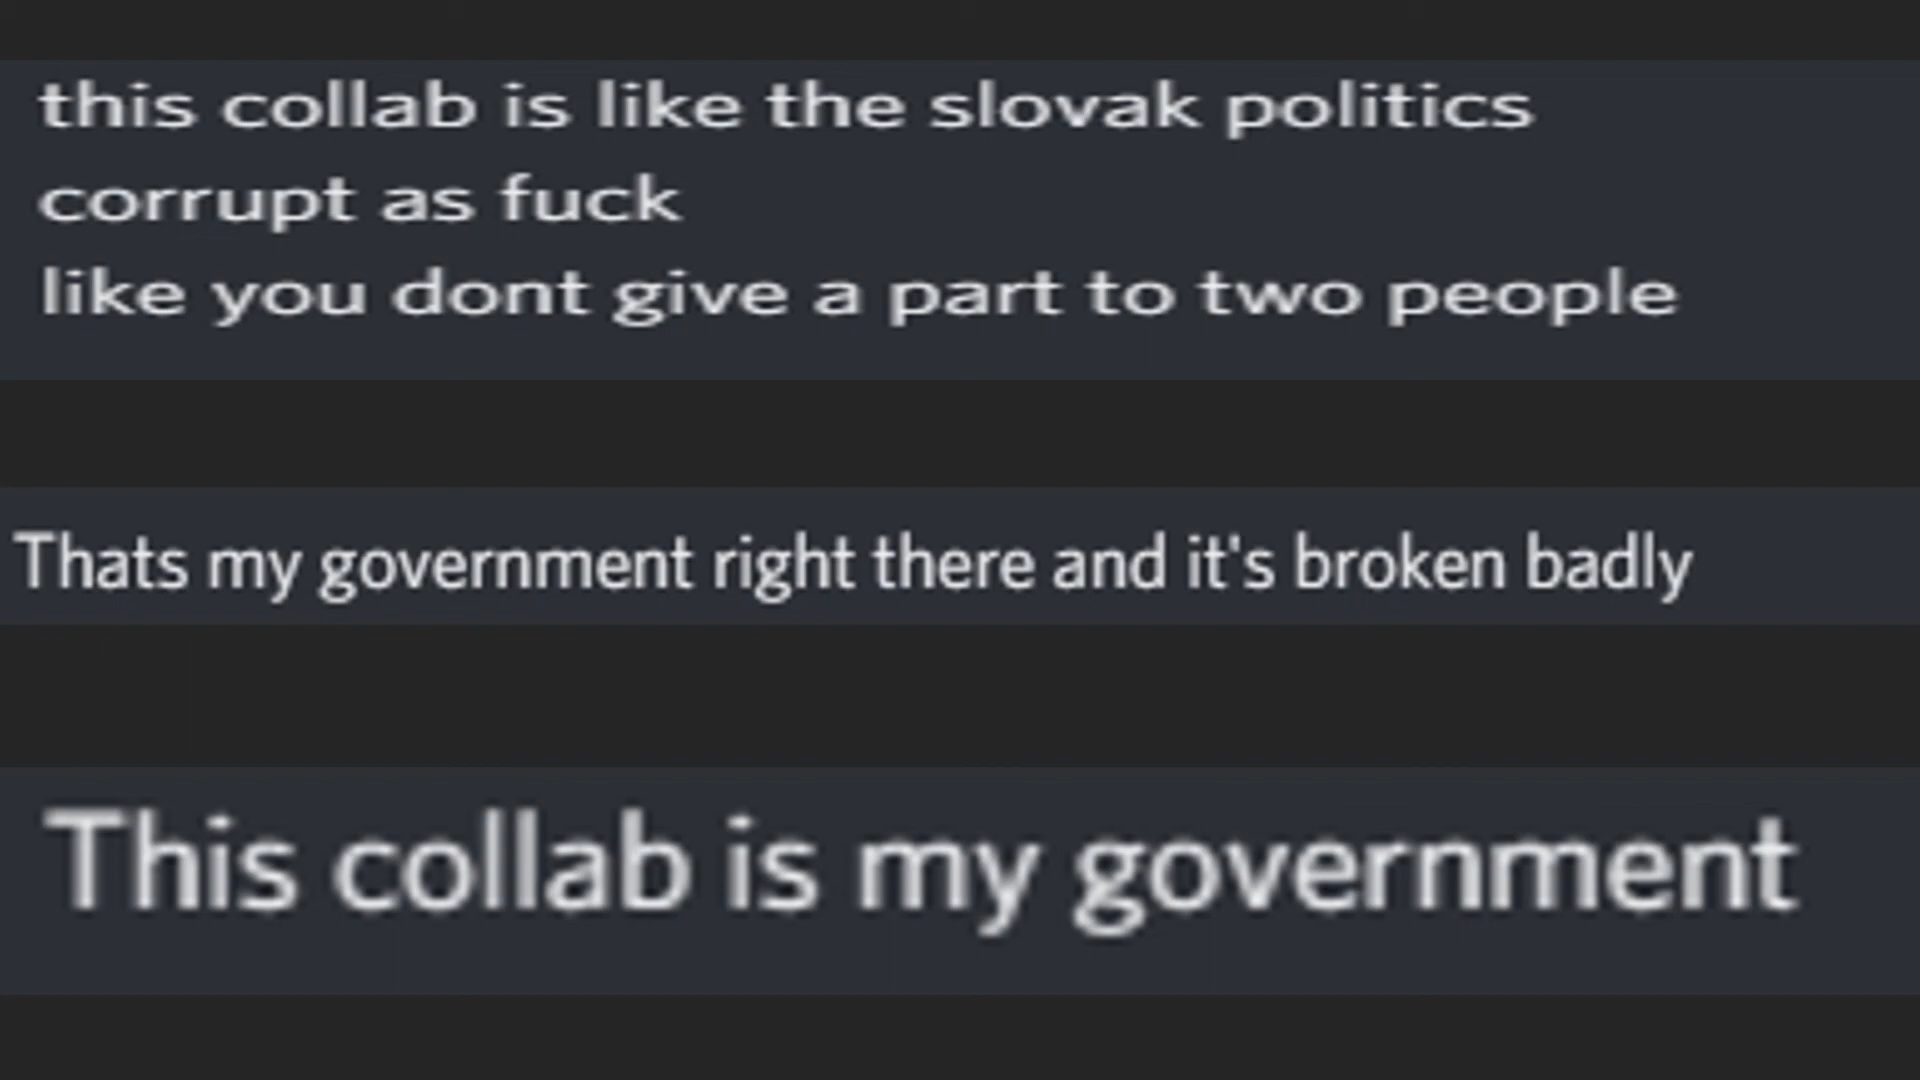 this collab is like the slovak politics
corrupt as fuck
like you dont give a part to two people
Thats my government right there and it's broken badly
This collab is my government